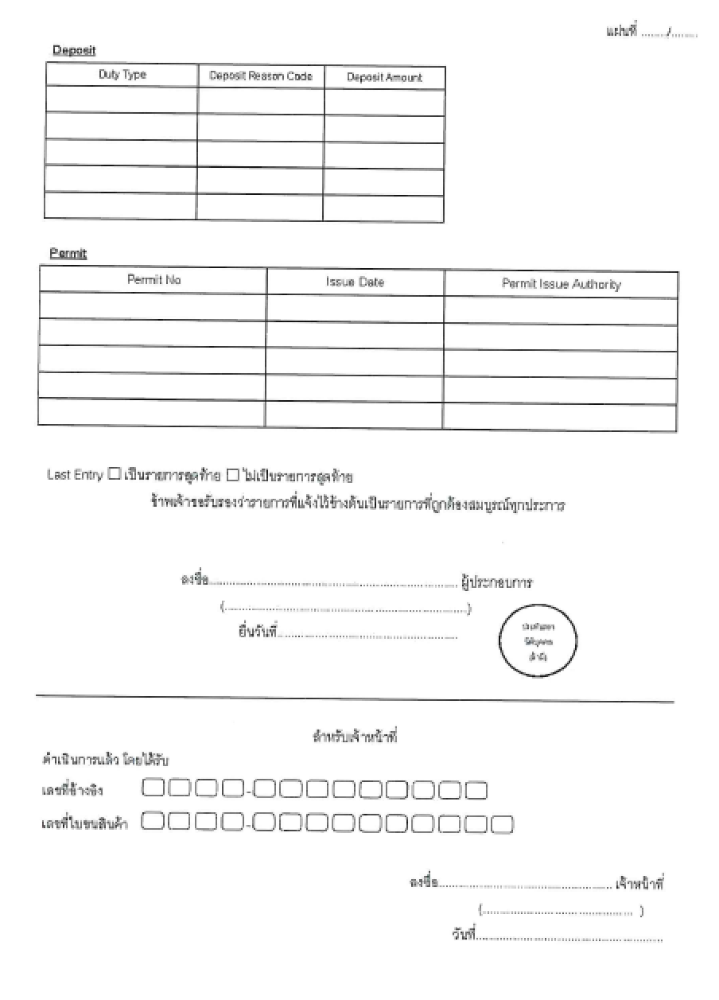 แผ่นที่ ......../........
Deposit
Duty Type Deposit Reason Code Deposit Amount
Permit
Permit No Issue Date Permit Issue Authority
Last Entry ☐ เป็นรายการสุดท้าย ☐ ไม่เป็นรายการสุดท้าย
ข้าพเจ้าขอรับรองว่ารายการที่แจ้งไว้ข้างต้นเป็นรายการที่ถูกต้องสมบูรณ์ทุกประการ
ลงชื่อ........................................ ผู้ประกอบการ
(........................................)
ยื่นวันที่........................................
ประทับตรา
นิติบุคคล
(ถ้ามี)
สำหรับเจ้าหน้าที่
ดำเนินการแล้ว โดยได้รับ
เลขที่อ้างอิง ☐☐☐☐-☐☐☐☐☐☐☐☐☐
เลขที่ใบขนสินค้า ☐☐☐☐-☐☐☐☐☐☐☐☐☐☐
ลงชื่อ........................................ เจ้าหน้าที่
(........................................)
วันที่........................................